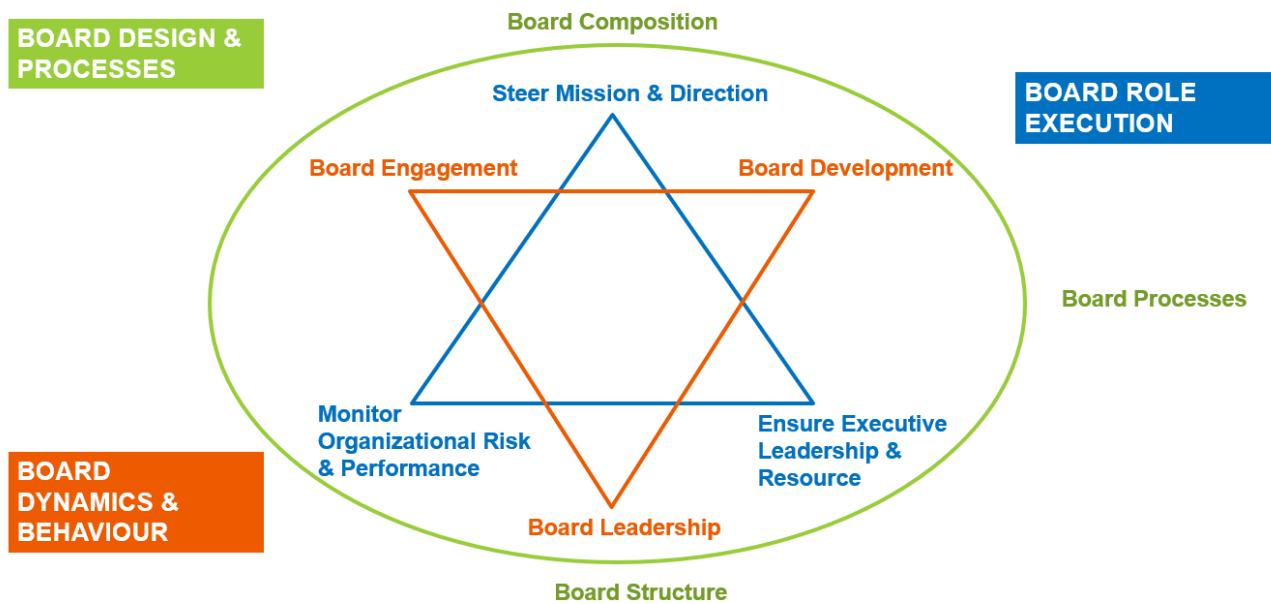 Board Composition
BOARD DESIGN &
PROCESSES
Steer Mission & Direction
BOARD ROLE
EXECUTION
Board Engagement
Board Development
Board Processes
Monitor
Organizational Risk
& Performance
Ensure Executive
Leadership &
Resource
BOARD
DYNAMICS &
BEHAVIOUR
Board Leadership
Board Structure